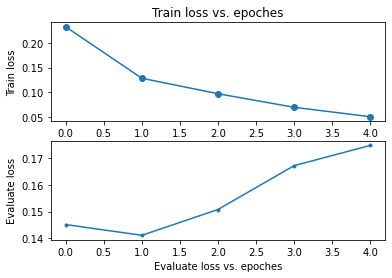 Train loss vs. epoches
Train loss
0.20
0.15
0.10
0.05
0.0 0.5 1.0 1.5 2.0 2.5 3.0 3.5 4.0
Evaluate loss
0.17
0.16
0.15
0.14
0.0 0.5 1.0 1.5 2.0 2.5 3.0 3.5 4.0
Evaluate loss vs. epoches